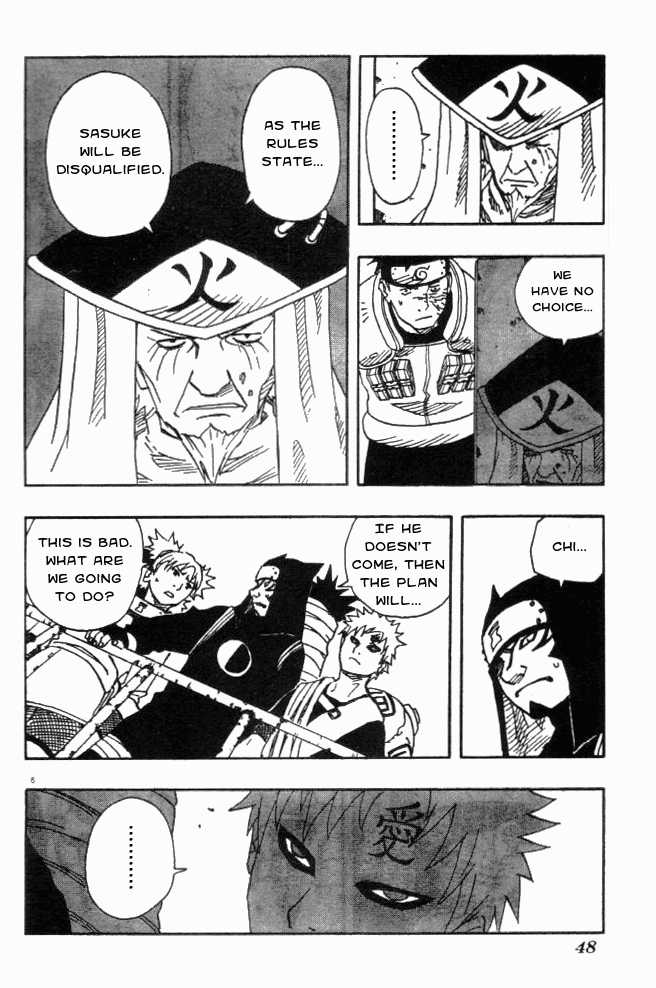 火
...........
AS THE
RULES
STATE...
SASUKE
WILL BE
DISQUALIFIED.
火
WE
HAVE NO
CHOICE...
火
CHI...
IF HE
DOESN'T
COME, THEN
THE PLAN
WILL...
THIS IS BAD.
WHAT ARE
WE GOING
TO DO?
6
愛
...........
48